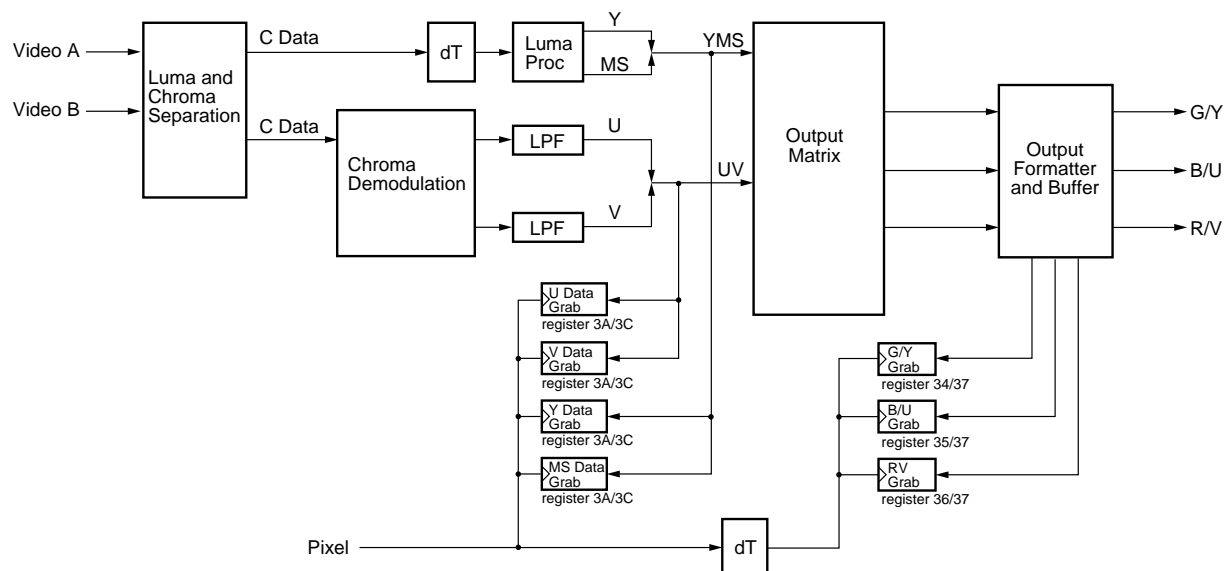 Video A
Video B
Luma and
Chroma
Separation
C Data
C Data
dT
Luma
Proc
Y
MS
YMS
Chroma
Demodulation
LPF
LPF
U
V
UV
Output
Matrix
Output
Formatter
and Buffer
G/Y
B/U
R/V
U Data
Grab
register 3A/3C
V Data
Grab
register 3A/3C
Y Data
Grab
register 3A/3C
MS Data
Grab
register 3A/3C
G/Y
Grab
register 34/37
B/U
Grab
register 35/37
RV
Grab
register 36/37
Pixel
dT